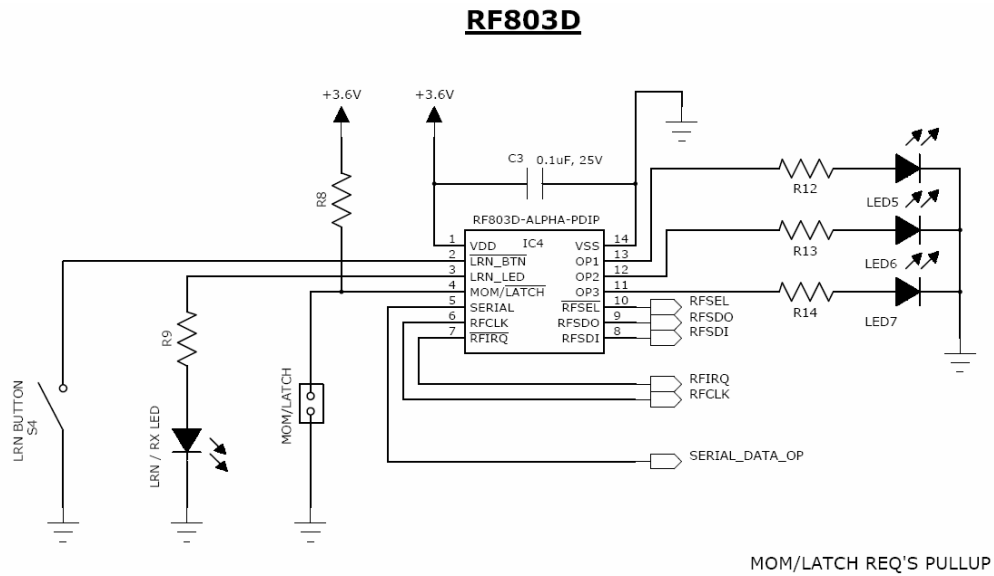 RF803D
+3.6V
+3.6V
C3
0.1uF, 25V
R8
R12
LED5
R13
LED6
R14
LED7
RF803D-ALPHA-PDIP
IC4
1
VDD
VSS
14
2
LRN_BTN
OP1
13
3
LRN_LED
OP2
12
4
MOM/LATCH
OP3
11
5
SERIAL
RFSEL
10
6
RFCLK
RFSDO
9
7
RFIRQ
RFSDI
8
RFSEL
RFSDO
RFSDI
RFIRQ
RFCLK
SERIAL_DATA_OP
R9
LRN BUTTON
S4
LRN / RX LED
MOM/LATCH
MOM/LATCH REQ'S PULLUP